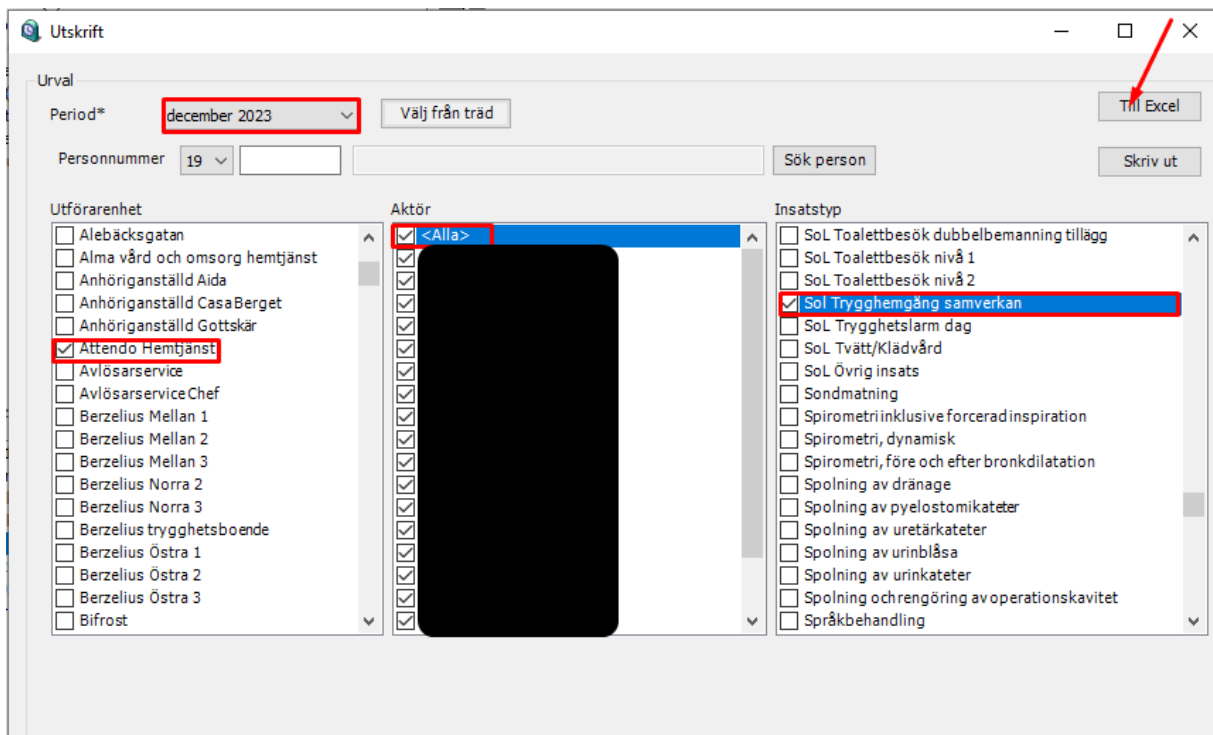 Utskrift
Urval
Period* december 2023 Välj från träd Till Excel
Personnummer 19 Sök person Skriv ut
Utförarenhet
Alebäcksgatan
Alma vård och omsorg hemtjänst
Anhöriganställd Aida
Anhöriganställd CasaBerget
Anhöriganställd Gottskär
Attendo Hemtjänst
Avlösarservice
Avlösarservice Chef
Berzelius Mellan 1
Berzelius Mellan 2
Berzelius Mellan 3
Berzelius Norra 2
Berzelius Norra 3
Berzelius trygghetsboende
Berzelius Östra 1
Berzelius Östra 2
Berzelius Östra 3
Bifrost
Aktör
<Alla>
Insatstyp
SoL Toalettbesök dubbelbemanning tillägg
SoL Toalettbesök nivå 1
SoL Toalettbesök nivå 2
Sol Trygghemgång samverkan
SoL Trygghetslarm dag
SoL Tvätt/Klädvård
SoL Övrig insats
Sondmatning
Spirometri inklusive forcerad inspiration
Spirometri, dynamisk
Spirometri, före och efter bronkdilatation
Spolning av dränage
Spolning av pyelostomikateter
Spolning av uretärkateter
Spolning av urinblåsa
Spolning av urinkateter
Spolning och rengöring av operationskavitet
Språkbehandling